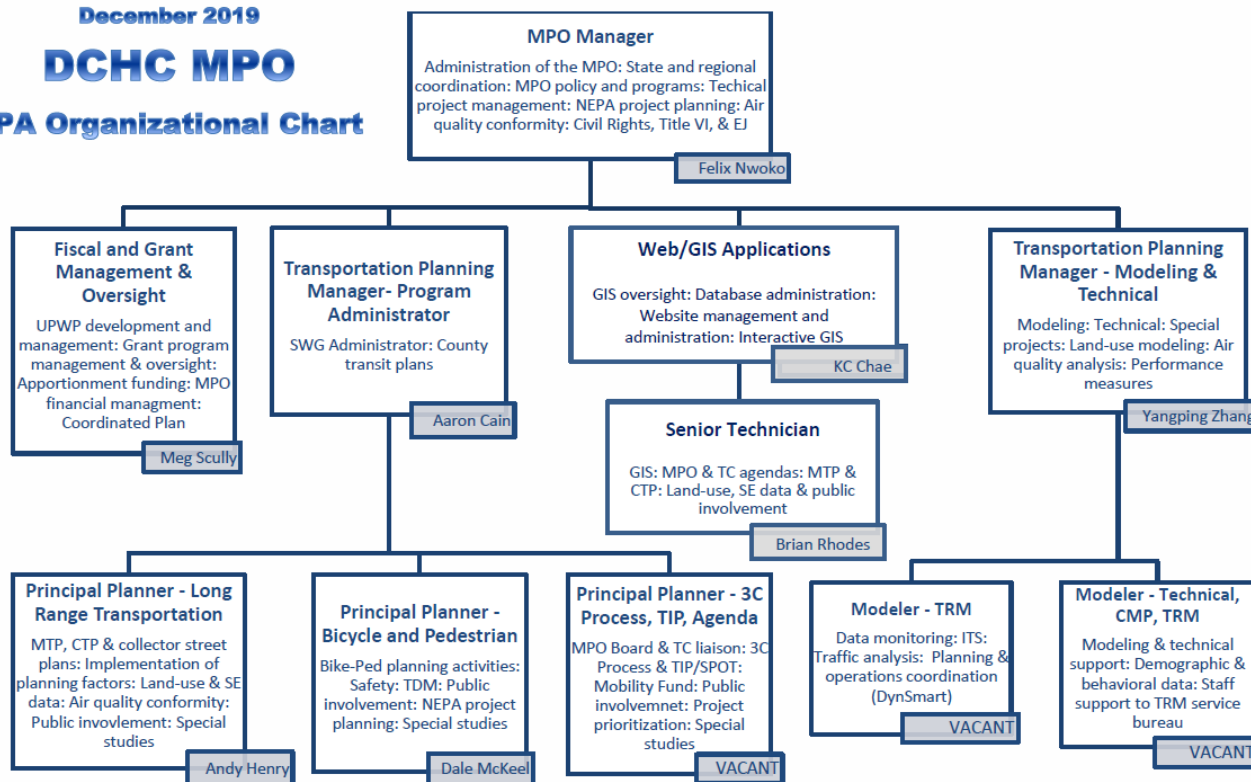 December 2019
DCHC MPO
PA Organizational Chart
MPO Manager
Administration of the MPO: State and regional
coordination: MPO policy and programs: Techical
project management: NEPA project planning: Air
quality conformity: Civil Rights, Title VI, & EJ
Felix Nwoko
Fiscal and Grant
Management &
Oversight
UPWP development and
management: Grant program
management & oversight:
Apportionment funding: MPO
financial managment:
Coordinated Plan
Meg Scully
Transportation Planning
Manager- Program
Administrator
SWG Administrator: County
transit plans
Aaron Cain
Web/GIS Applications
GIS oversight: Database administration:
Website management and
administration: Interactive GIS
KC Chae
Transportation Planning
Manager - Modeling &
Technical
Modeling: Technical: Special
projects: Land-use modeling: Air
quality analysis: Performance
measures
Yangping Zhang
Senior Technician
GIS: MPO & TC agendas: MTP &
CTP: Land-use, SE data & public
involvement
Brian Rhodes
Principal Planner - Long
Range Transportation
MTP, CTP & collector street
plans: Implementation of
planning factors: Land-use & SE
data: Air quality conformity:
Public invovlement: Special
studies
Andy Henry
Principal Planner -
Bicycle and Pedestrian
Bike-Ped planning activities:
Safety: TDM: Public
involvement: NEPA project
planning: Special studies
Dale McKeel
Principal Planner - 3C
Process, TIP, Agenda
MPO Board & TC liaison: 3C
Process & TIP/SPOT:
Mobility Fund: Public
involvemnet: Project
prioritization: Special
studies
VACANT
Modeler - TRM
Data monitoring: ITS:
Traffic analysis: Planning &
operations coordination
(DynSmart)
VACANT
Modeler - Technical,
CMP, TRM
Modeling & technical
support: Demographic &
behavioral data: Staff
support to TRM service
bureau
VACANT